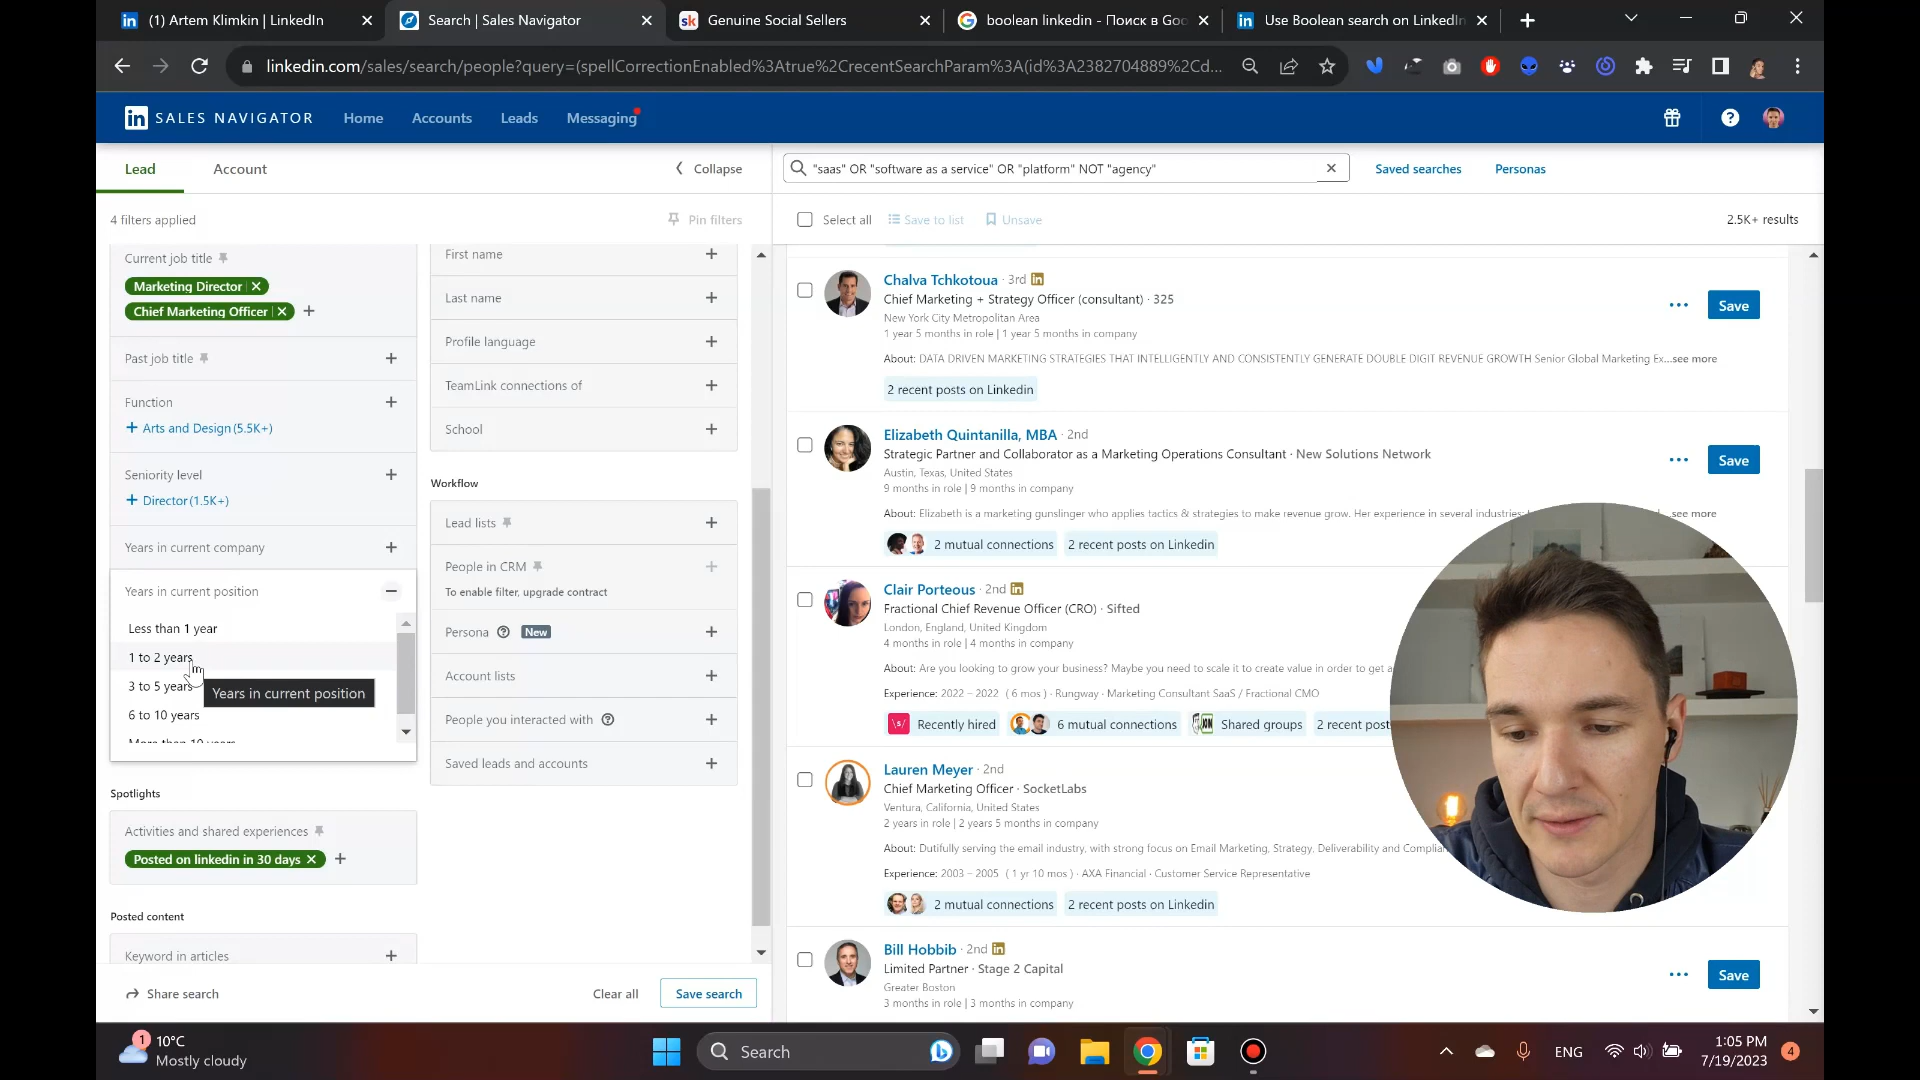 (1) Artem Klimkin | LinkedIn
Search | Sales Navigator
sk
Genuine Social Sellers
boolean linkedin - Поиск в Goo
Use Boolean search on LinkedIn
linkedin.com/sales/search/people?query=(spellCorrectionEnabled%3Atrue%2CrecentSearchParam%3A(id%3A2382704889%2Cd...
in SALES NAVIGATOR
Home
Accounts
Leads
Messaging
Lead
Account
Collapse
"saas" OR "software as a service" OR "platform" NOT "agency"
Saved searches
Personas
4 filters applied
Pin filters
Select all
Save to list
Unsave
2.5K+ results
Current job title
Marketing Director
Chief Marketing Officer
Past job title
Function
Arts and Design (5.5K+)
Seniority level
Director (1.5K+)
Years in current company
Years in current position
Less than 1 year
1 to 2 years
3 to 5 years
Years in current position
6 to 10 years
More than 10 years
Spotlights
Activities and shared experiences
Posted on linkedin in 30 days
Posted content
Keyword in articles
First name
Last name
Profile language
TeamLink connections of
School
Workflow
Lead lists
People in CRM
To enable filter, upgrade contract
Persona
New
Account lists
People you interacted with
Saved leads and accounts
Share search
Clear all
Save search
Chalva Tchkotoua · 3rd
Chief Marketing + Strategy Officer (consultant) · 325
New York City Metropolitan Area
1 year 5 months in role | 1 year 5 months in company
About: DATA DRIVEN MARKETING STRATEGIES THAT INTELLIGENTLY AND CONSISTENTLY GENERATE DOUBLE DIGIT REVENUE GROWTH Senior Global Marketing Ex...see more
2 recent posts on Linkedin
Save
Elizabeth Quintanilla, MBA · 2nd
Strategic Partner and Collaborator as a Marketing Operations Consultant · New Solutions Network
Austin, Texas, United States
9 months in role | 9 months in company
About: Elizabeth is a marketing gunslinger who applies tactics & strategies to make revenue grow. Her experience in several industries: ...see more
2 mutual connections
2 recent posts on Linkedin
Save
Clair Porteous · 2nd
Fractional Chief Revenue Officer (CRO) · Sifted
London, England, United Kingdom
4 months in role | 4 months in company
About: Are you looking to grow your business? Maybe you need to scale it to create value in order to get a
Experience: 2022 – 2022 (6 mos) · Rungway · Marketing Consultant SaaS / Fractional CMO
Recently hired
6 mutual connections
Shared groups
2 recent post
Lauren Meyer · 2nd
Chief Marketing Officer · SocketLabs
Ventura, California, United States
2 years in role | 2 years 5 months in company
About: Dutifully serving the email industry, with strong focus on Email Marketing, Strategy, Deliverability and Complian
Experience: 2003 – 2005 (1 yr 10 mos) · AXA Financial · Customer Service Representative
2 mutual connections
2 recent posts on Linkedin
Bill Hobbib · 2nd
Limited Partner · Stage 2 Capital
Greater Boston
3 months in role | 3 months in company
Save
1
10°C
Mostly cloudy
Search
ENG
1:05 PM
7/19/2023
4